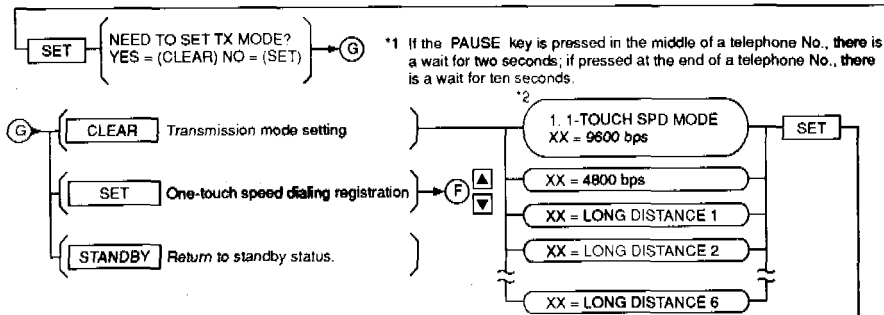 SET
NEED TO SET TX MODE?
YES = (CLEAR) NO = (SET)
G
*1 If the PAUSE key is pressed in the middle of a telephone No., there is
a wait for two seconds; if pressed at the end of a telephone No., there
is a wait for ten seconds.
G
CLEAR Transmission mode setting
*2
1. 1-TOUCH SPD MODE
XX = 9600 bps
SET
SET One-touch speed dialing registration
F
▲
▼
XX = 4800 bps
XX = LONG DISTANCE 1
STANDBY Return to standby status.
XX = LONG DISTANCE 2
XX = LONG DISTANCE 6